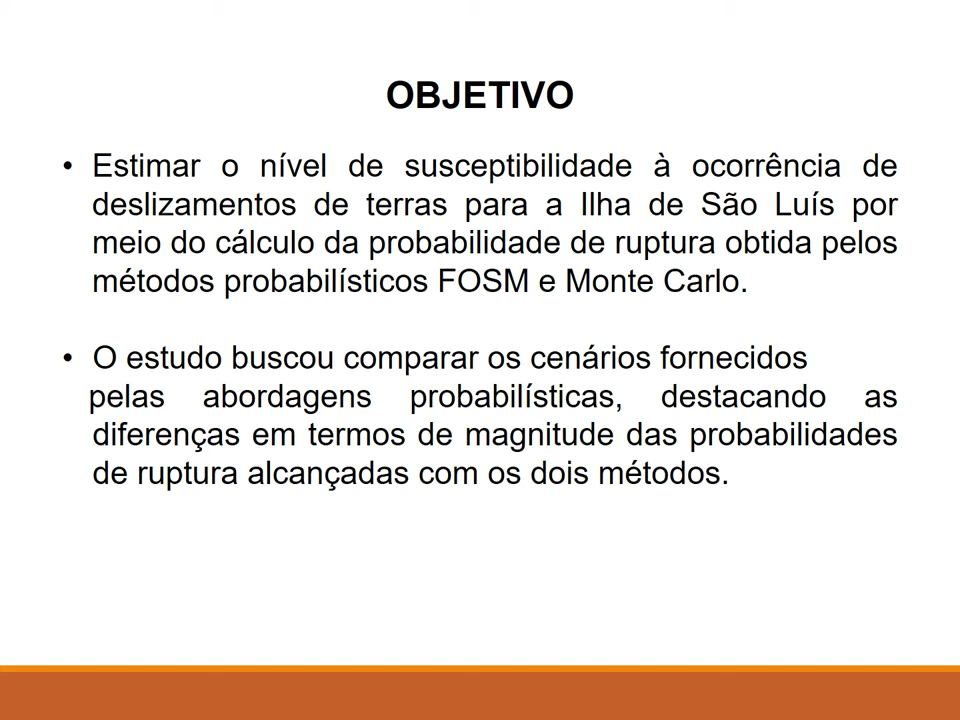 OBJETIVO
• Estimar o nível de susceptibilidade à ocorrência de
deslizamentos de terras para a Ilha de São Luís por
meio do cálculo da probabilidade de ruptura obtida pelos
métodos probabilísticos FOSM e Monte Carlo.
• O estudo buscou comparar os cenários fornecidos
pelas abordagens probabilísticas, destacando as
diferenças em termos de magnitude das probabilidades
de ruptura alcançadas com os dois métodos.